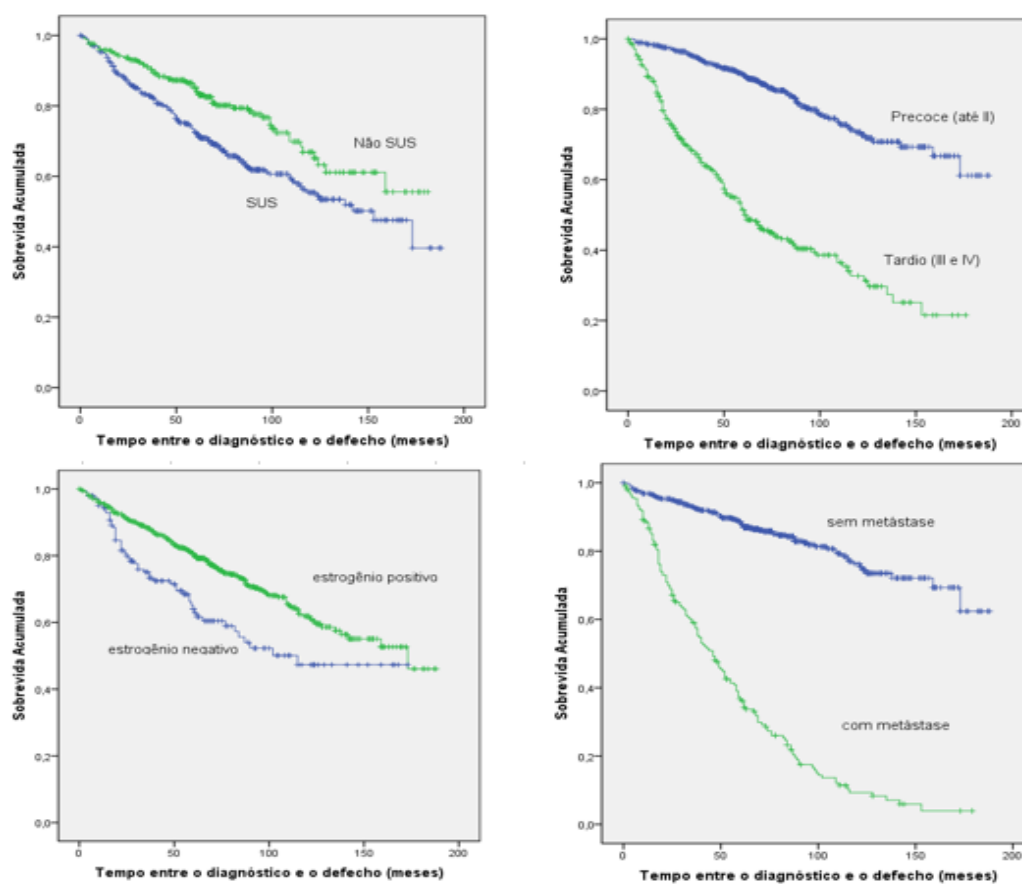 1,0
0,8
0,6
0,4
0,2
0,0
Sobrevida Acumulada
Não SUS
SUS
0 50 100 150 200
Tempo entre o diagnóstico e o defecho (meses)
1,0
0,8
0,6
0,4
0,2
0,0
Sobrevida Acumulada
Precoce (até II)
Tardio (III e IV)
0 50 100 150 200
Tempo entre o diagnóstico e o defecho (meses)
1,0
0,8
0,6
0,4
0,2
0,0
Sobrevida Acumulada
estrogênio positivo
estrogênio negativo
0 50 100 150 200
Tempo entre o diagnóstico e o defecho (meses)
1,0
0,8
0,6
0,4
0,2
0,0
Sobrevida Acumulada
sem metástase
com metástase
0 50 100 150 200
Tempo entre o diagnóstico e o defecho (meses)